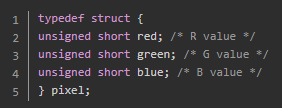 1 typedef struct {
2 unsigned short red; /* R value */
3 unsigned short green; /* G value */
4 unsigned short blue; /* B value */
5 } pixel;